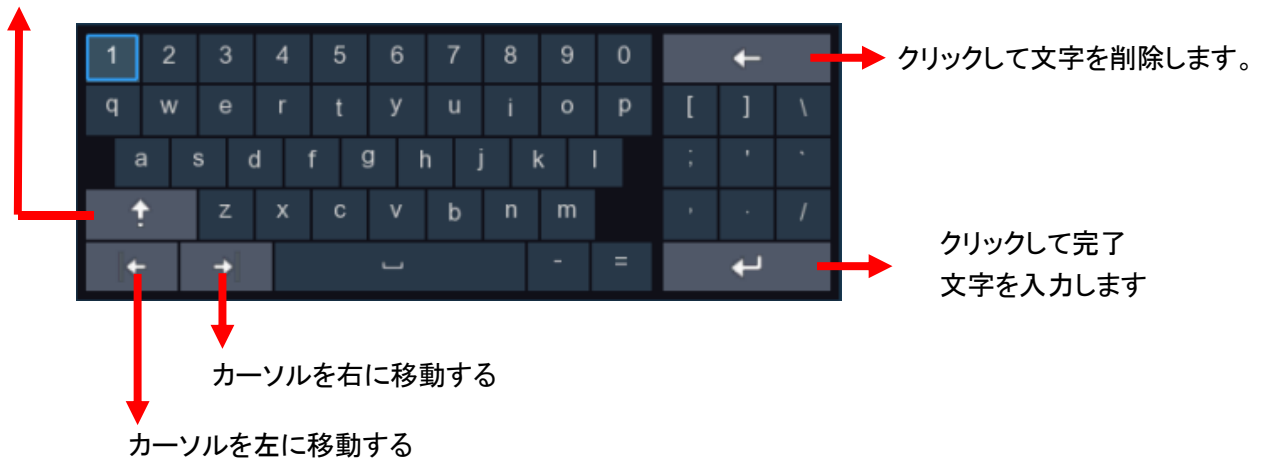 1 2 3 4 5 6 7 8 9 0 ←
クリックして文字を削除します。
q w e r t y u i o p [ ] \
a s d f g h j k l ; ' `
z x c v b n m , . /
- =
クリックして完了
文字を入力します
カーソルを右に移動する
カーソルを左に移動する